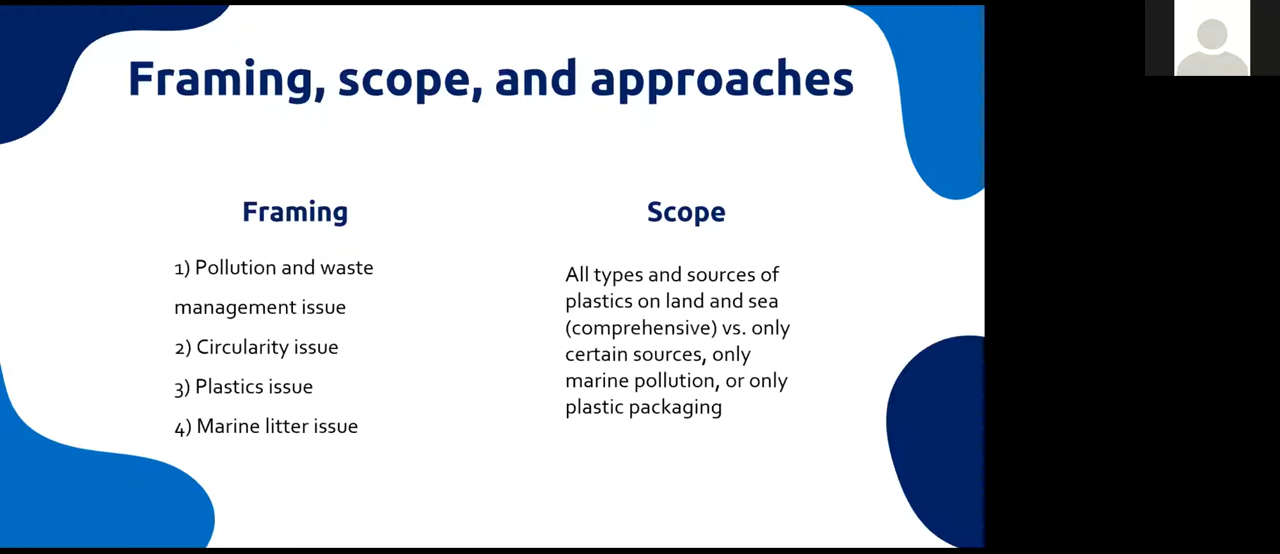 Framing, scope, and approaches
Framing
1) Pollution and waste
management issue
2) Circularity issue
3) Plastics issue
4) Marine litter issue
Scope
All types and sources of
plastics on land and sea
(comprehensive) vs. only
certain sources, only
marine pollution, or only
plastic packaging